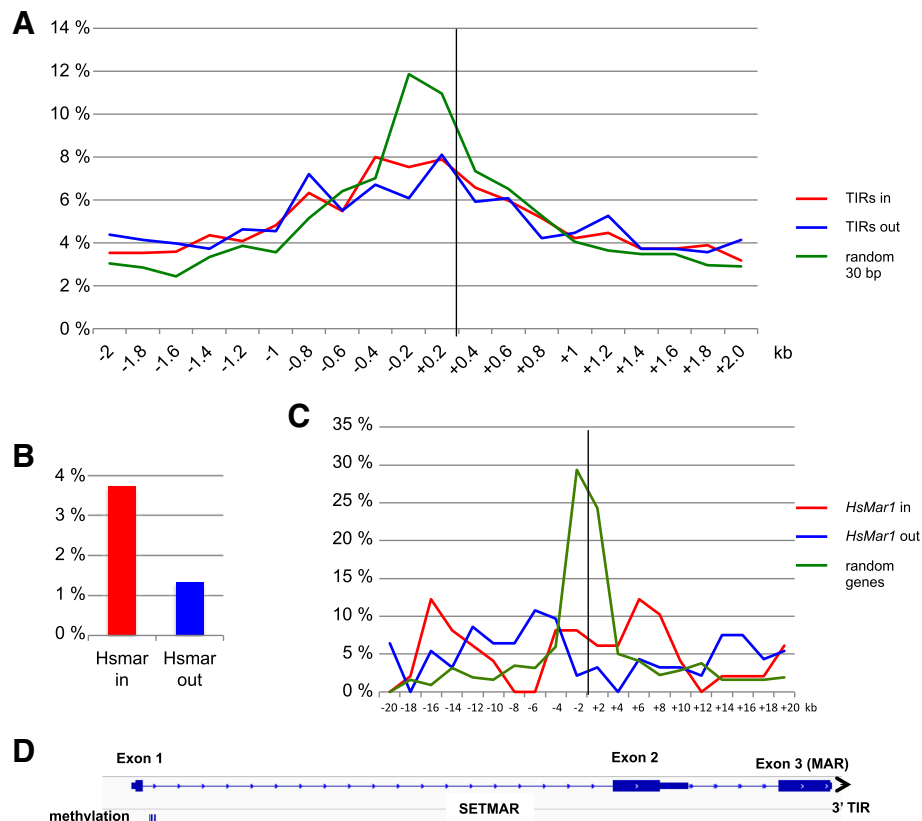 A
14 %
12 %
10 %
8 %
6 %
4 %
2 %
0 %
-2 -1.8 -1.6 -1.4 -1.2 -1 -0.8 -0.6 -0.4 -0.2 +0.2 +0.4 +0.6 +0.8 +1 +1.2 +1.4 +1.6 +1.8 +2.0 kb
TIRs in
TIRs out
random
30 bp
B
4 %
3 %
2 %
1 %
0 %
Hsmar in
Hsmar out
C
35 %
30 %
25 %
20 %
15 %
10 %
5 %
0 %
-20 -18 -16 -14 -12 -10 -8 -6 -4 -2 +2 +4 +6 +8 +10 +12 +14 +16 +18 +20 kb
HsMar1 in
HsMar1 out
random
genes
D
Exon 1 Exon 2 Exon 3 (MAR)
SETMAR 3' TIR
methylation